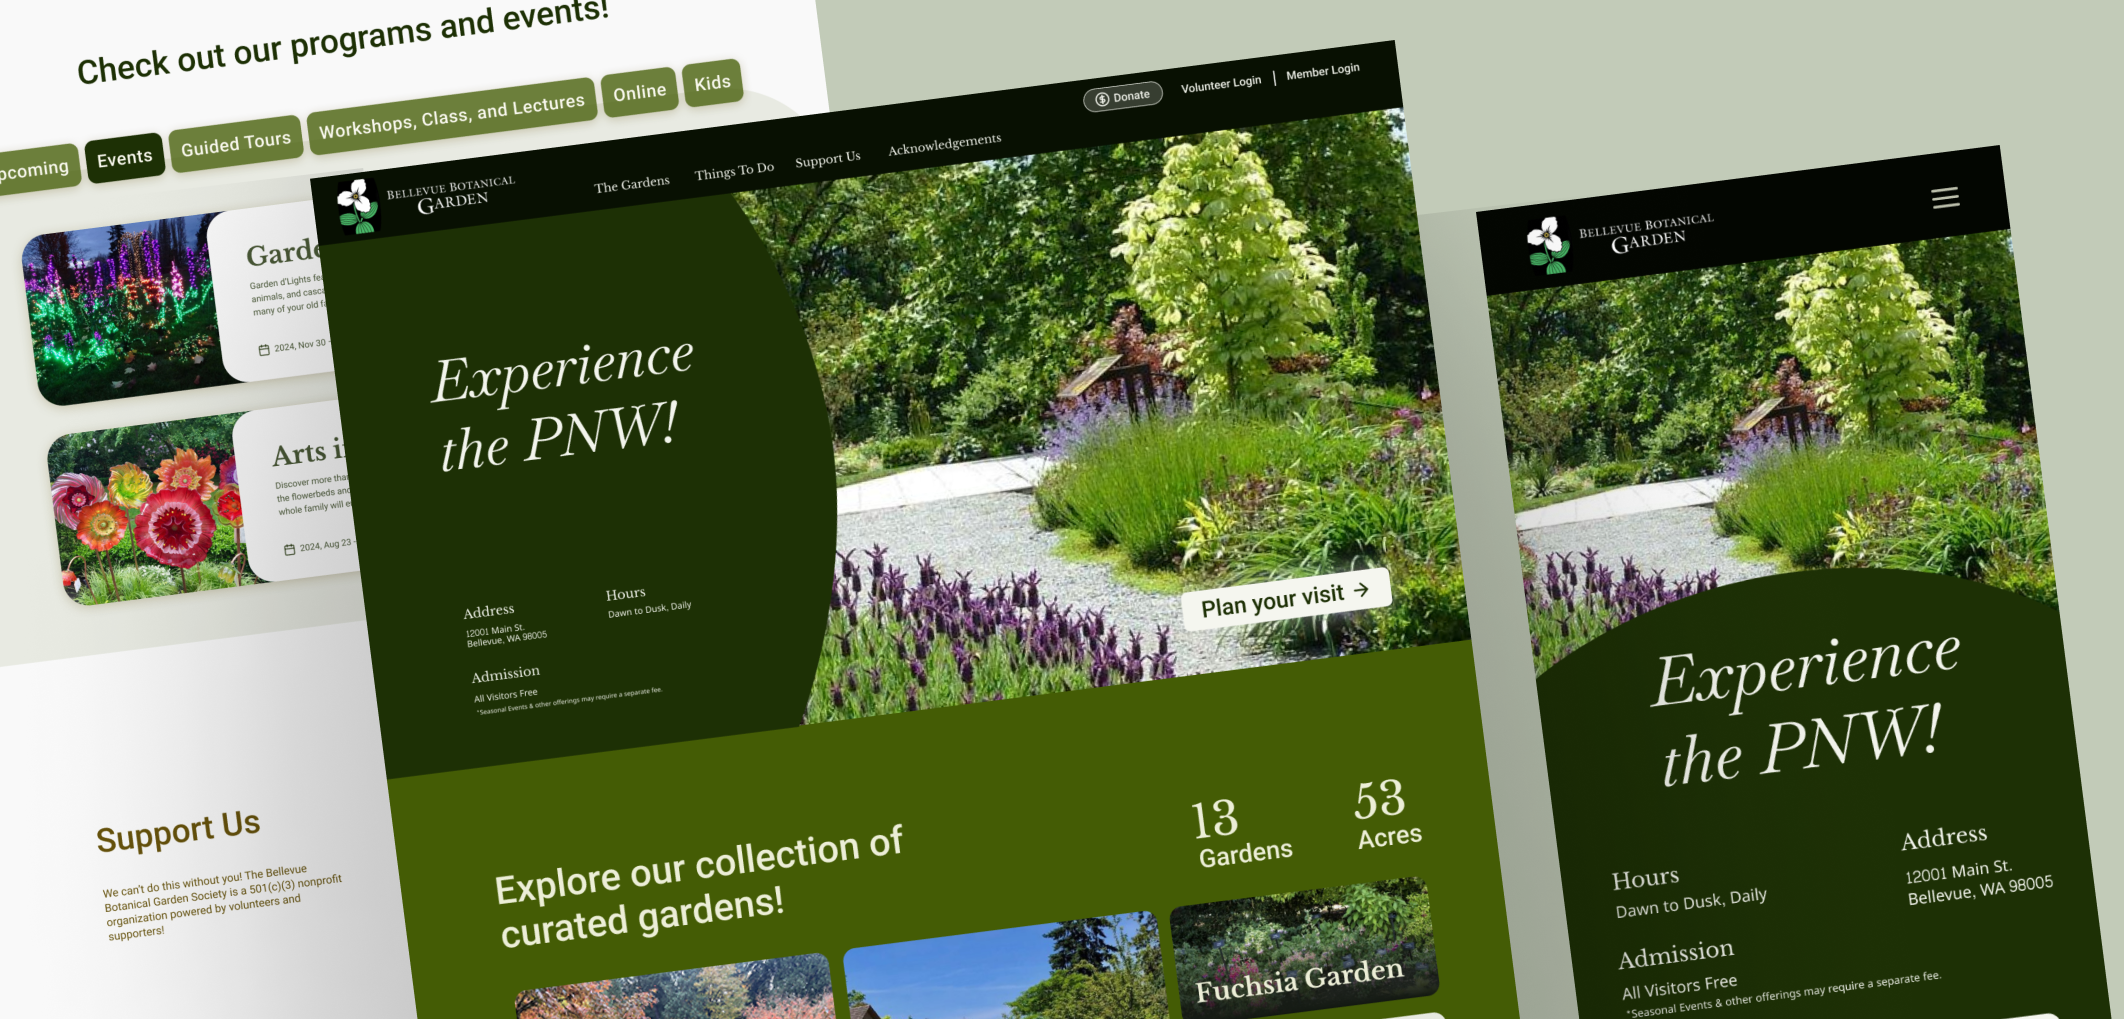 Check out our programs and events!
Events
Guided Tours
Workshops, Class, and Lectures
Online
Kids
Garden d'Lights
animals, and
many of your old
2024, Nov 30 -
Arts
Discover more than
the flowerbeds and
whole family will
2024, Aug 23 -
Support Us
We can't do this without you! The Bellevue
Botanical Garden Society is a 501(c)(3) nonprofit
organization powered by volunteers and
supporters!
Donate
Volunteer Login | Member Login
BELLEVUE BOTANICAL
GARDEN
The Gardens
Things To Do
Support Us
Acknowledgements
Experience
the PNW!
Address
12001 Main St.
Bellevue, WA 98005
Hours
Dawn to Dusk, Daily
Admission
All Visitors Free
*Seasonal Events & other offerings may require a separate fee.
Plan your visit →
Explore our collection of
curated gardens!
13
Gardens
53
Acres
Fuchsia Garden
BELLEVUE BOTANICAL
GARDEN
Experience
the PNW!
Hours
Dawn to Dusk, Daily
Address
12001 Main St.
Bellevue, WA 98005
Admission
All Visitors Free
*Seasonal Events & other offerings may require a separate fee.